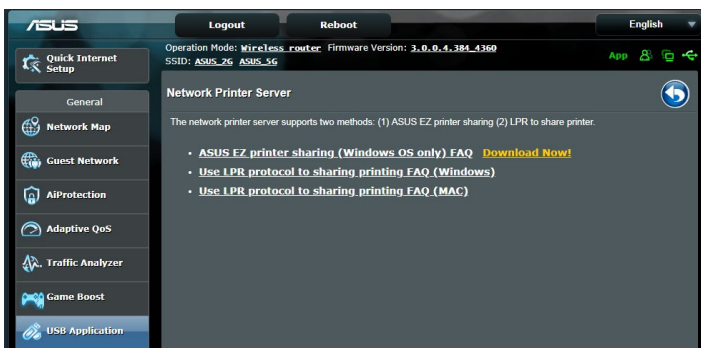 ASUS
Logout
Reboot
English
Quick Internet
Setup
Operation Mode: Wireless router Firmware Version: 3.0.0.4.384_4360
SSID: ASUS_2G ASUS_5G
App
General
Network Map
Guest Network
AiProtection
Adaptive QoS
Traffic Analyzer
Game Boost
USB Application
Network Printer Server
The network printer server supports two methods: (1) ASUS EZ printer sharing (2) LPR to share printer.
• ASUS EZ printer sharing (Windows OS only) FAQ Download Now!
• Use LPR protocol to sharing printing FAQ (Windows)
• Use LPR protocol to sharing printing FAQ (MAC)